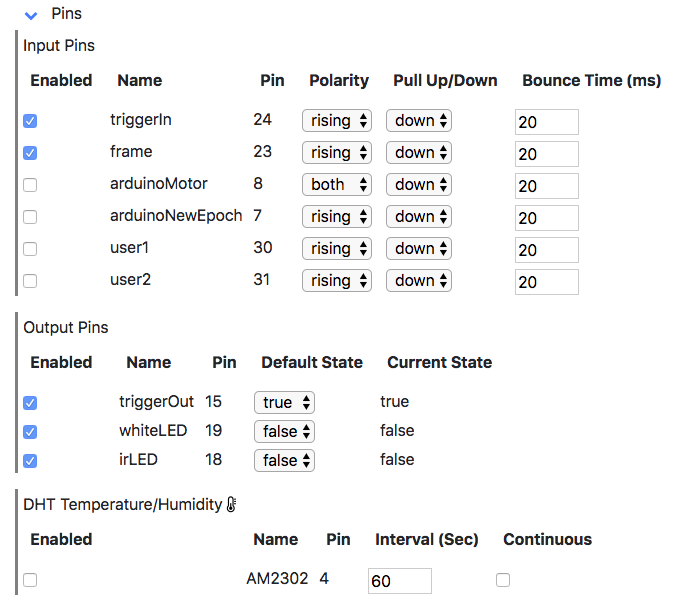 Pins
Input Pins
Enabled Name Pin Polarity Pull Up/Down Bounce Time (ms)
triggerIn 24 rising down 20
frame 23 rising down 20
arduinoMotor 8 both down 20
arduinoNewEpoch 7 rising down 20
user1 30 rising down 20
user2 31 rising down 20
Output Pins
Enabled Name Pin Default State Current State
triggerOut 15 true true
whiteLED 19 false false
irLED 18 false false
DHT Temperature/Humidity
Enabled Name Pin Interval (Sec) Continuous
AM2302 4 60